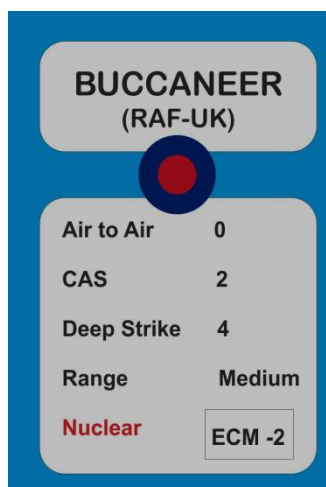 BUCCANEER
(RAF-UK)
Air to Air 0
CAS 2
Deep Strike 4
Range Medium
Nuclear ECM -2